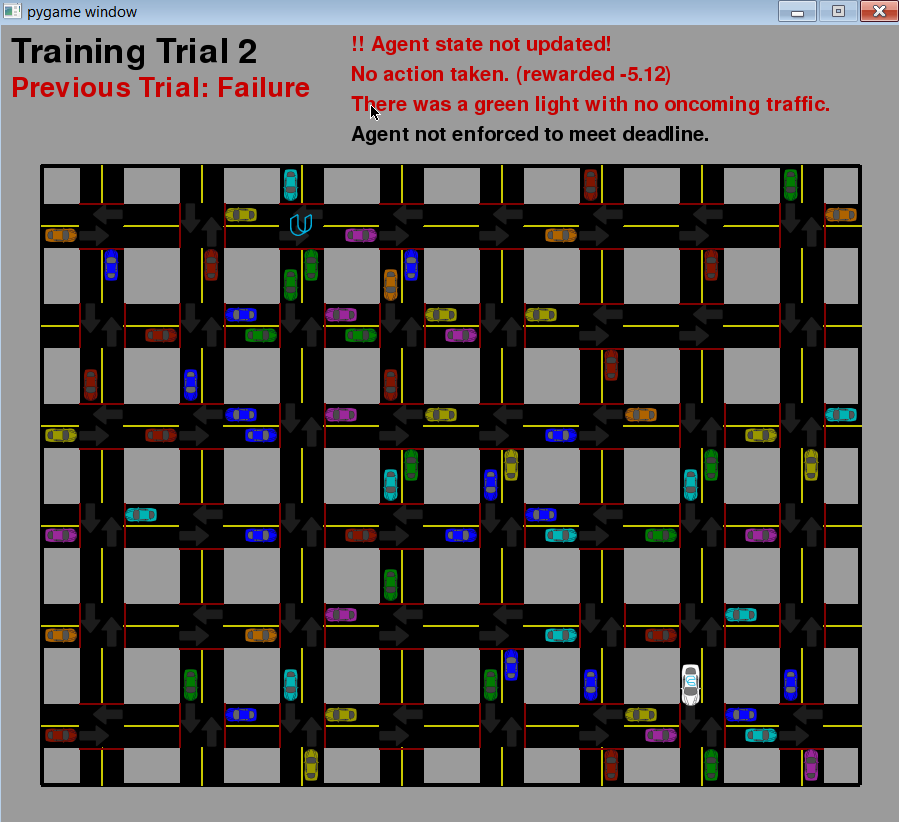 pygame window
Training Trial 2
Previous Trial: Failure
!! Agent state not updated!
No action taken. (rewarded -5.12)
There was a green light with no oncoming traffic.
Agent not enforced to meet deadline.